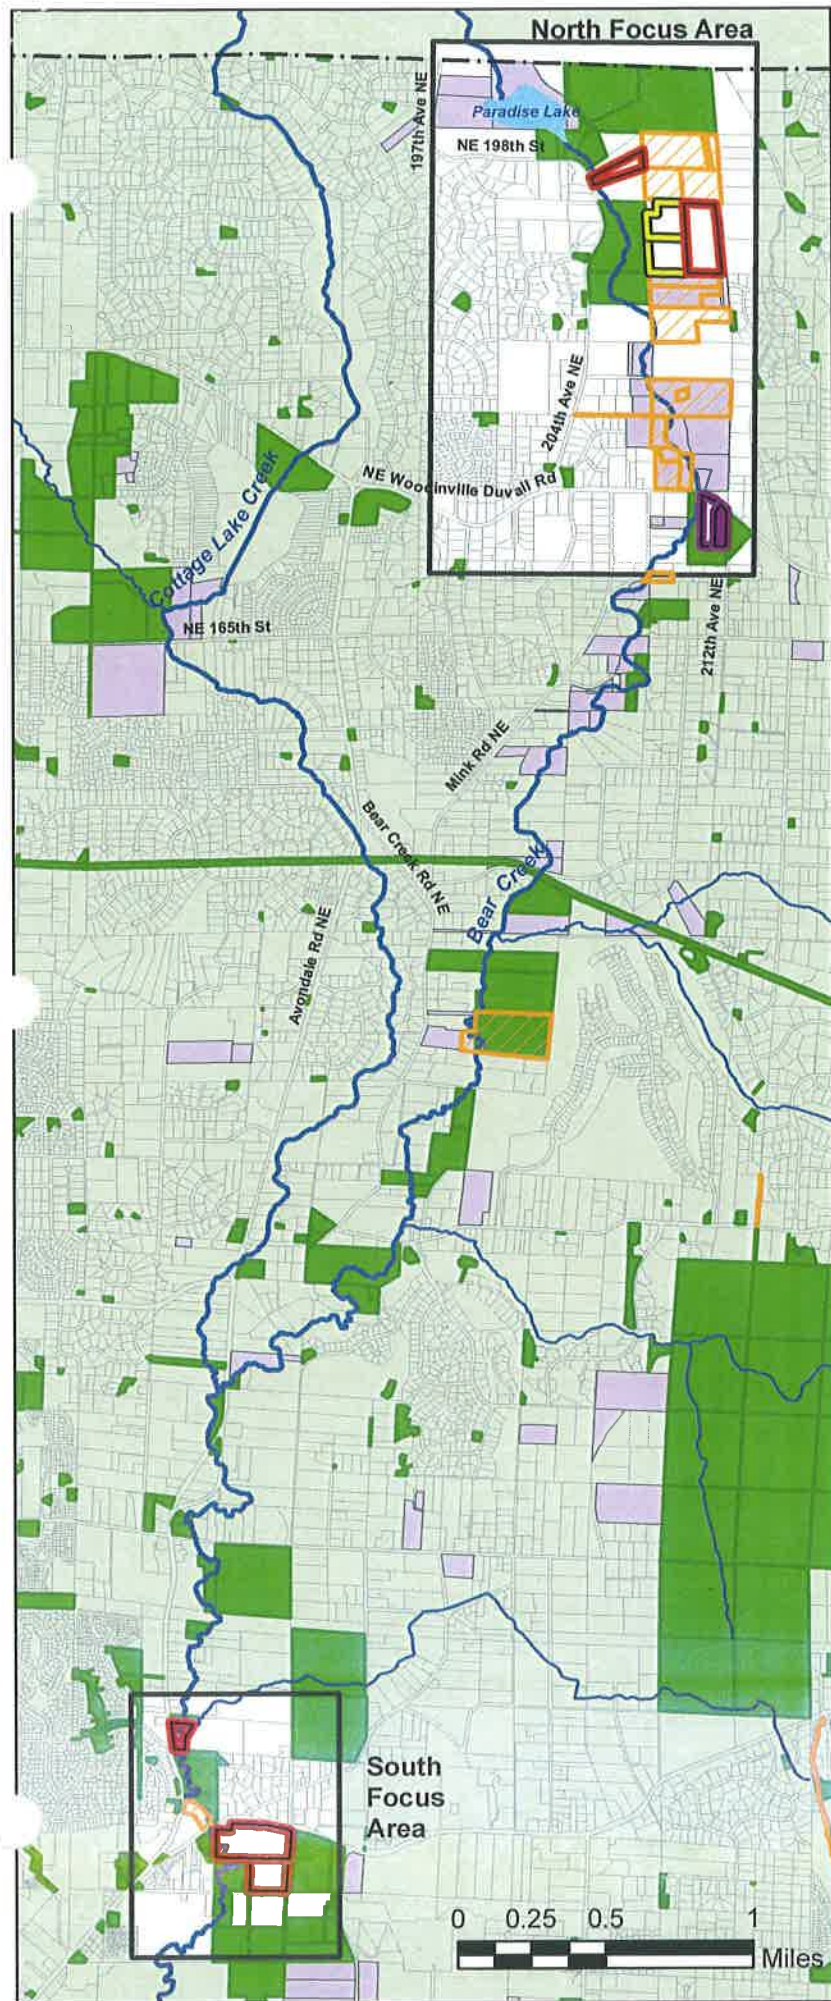 North Focus Area
197th Ave NE
Paradise Lake
NE 198th St
204th Ave NE
NE Woodinville Duvall Rd
Cottage Lake Creek
NE 165th St
212th Ave NE
Mink Rd NE
Bear Creek Rd NE
Bear Creek
Avondale Rd NE
South
Focus
Area
0 0.25 0.5 1
Miles